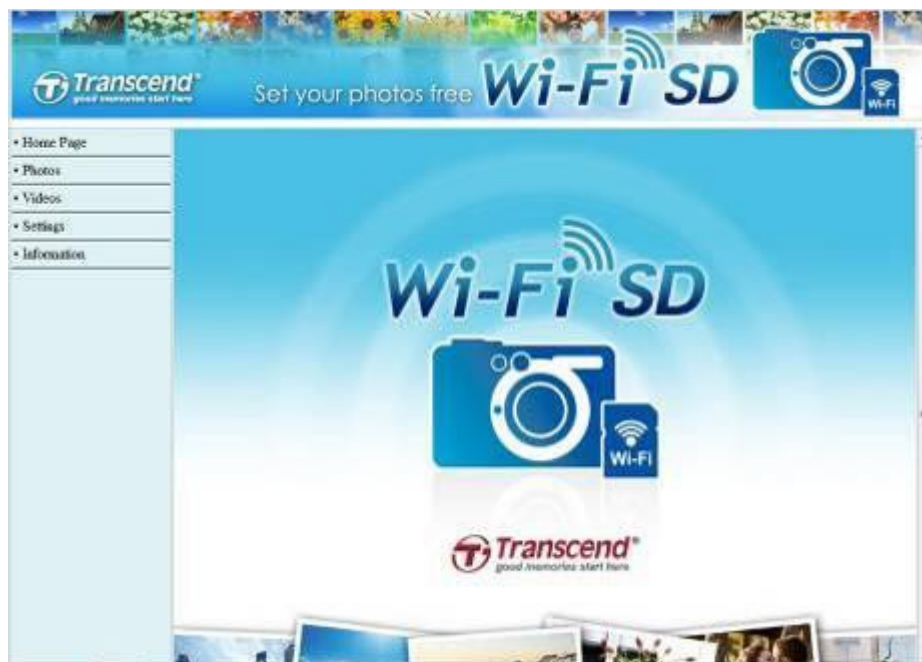 Transcend®
good memories start here
Set your photos free Wi-Fi SD
Wi-Fi
• Home Page
• Photos
• Videos
• Settings
• Information
Wi-Fi SD
Wi-Fi
Transcend®
good memories start here